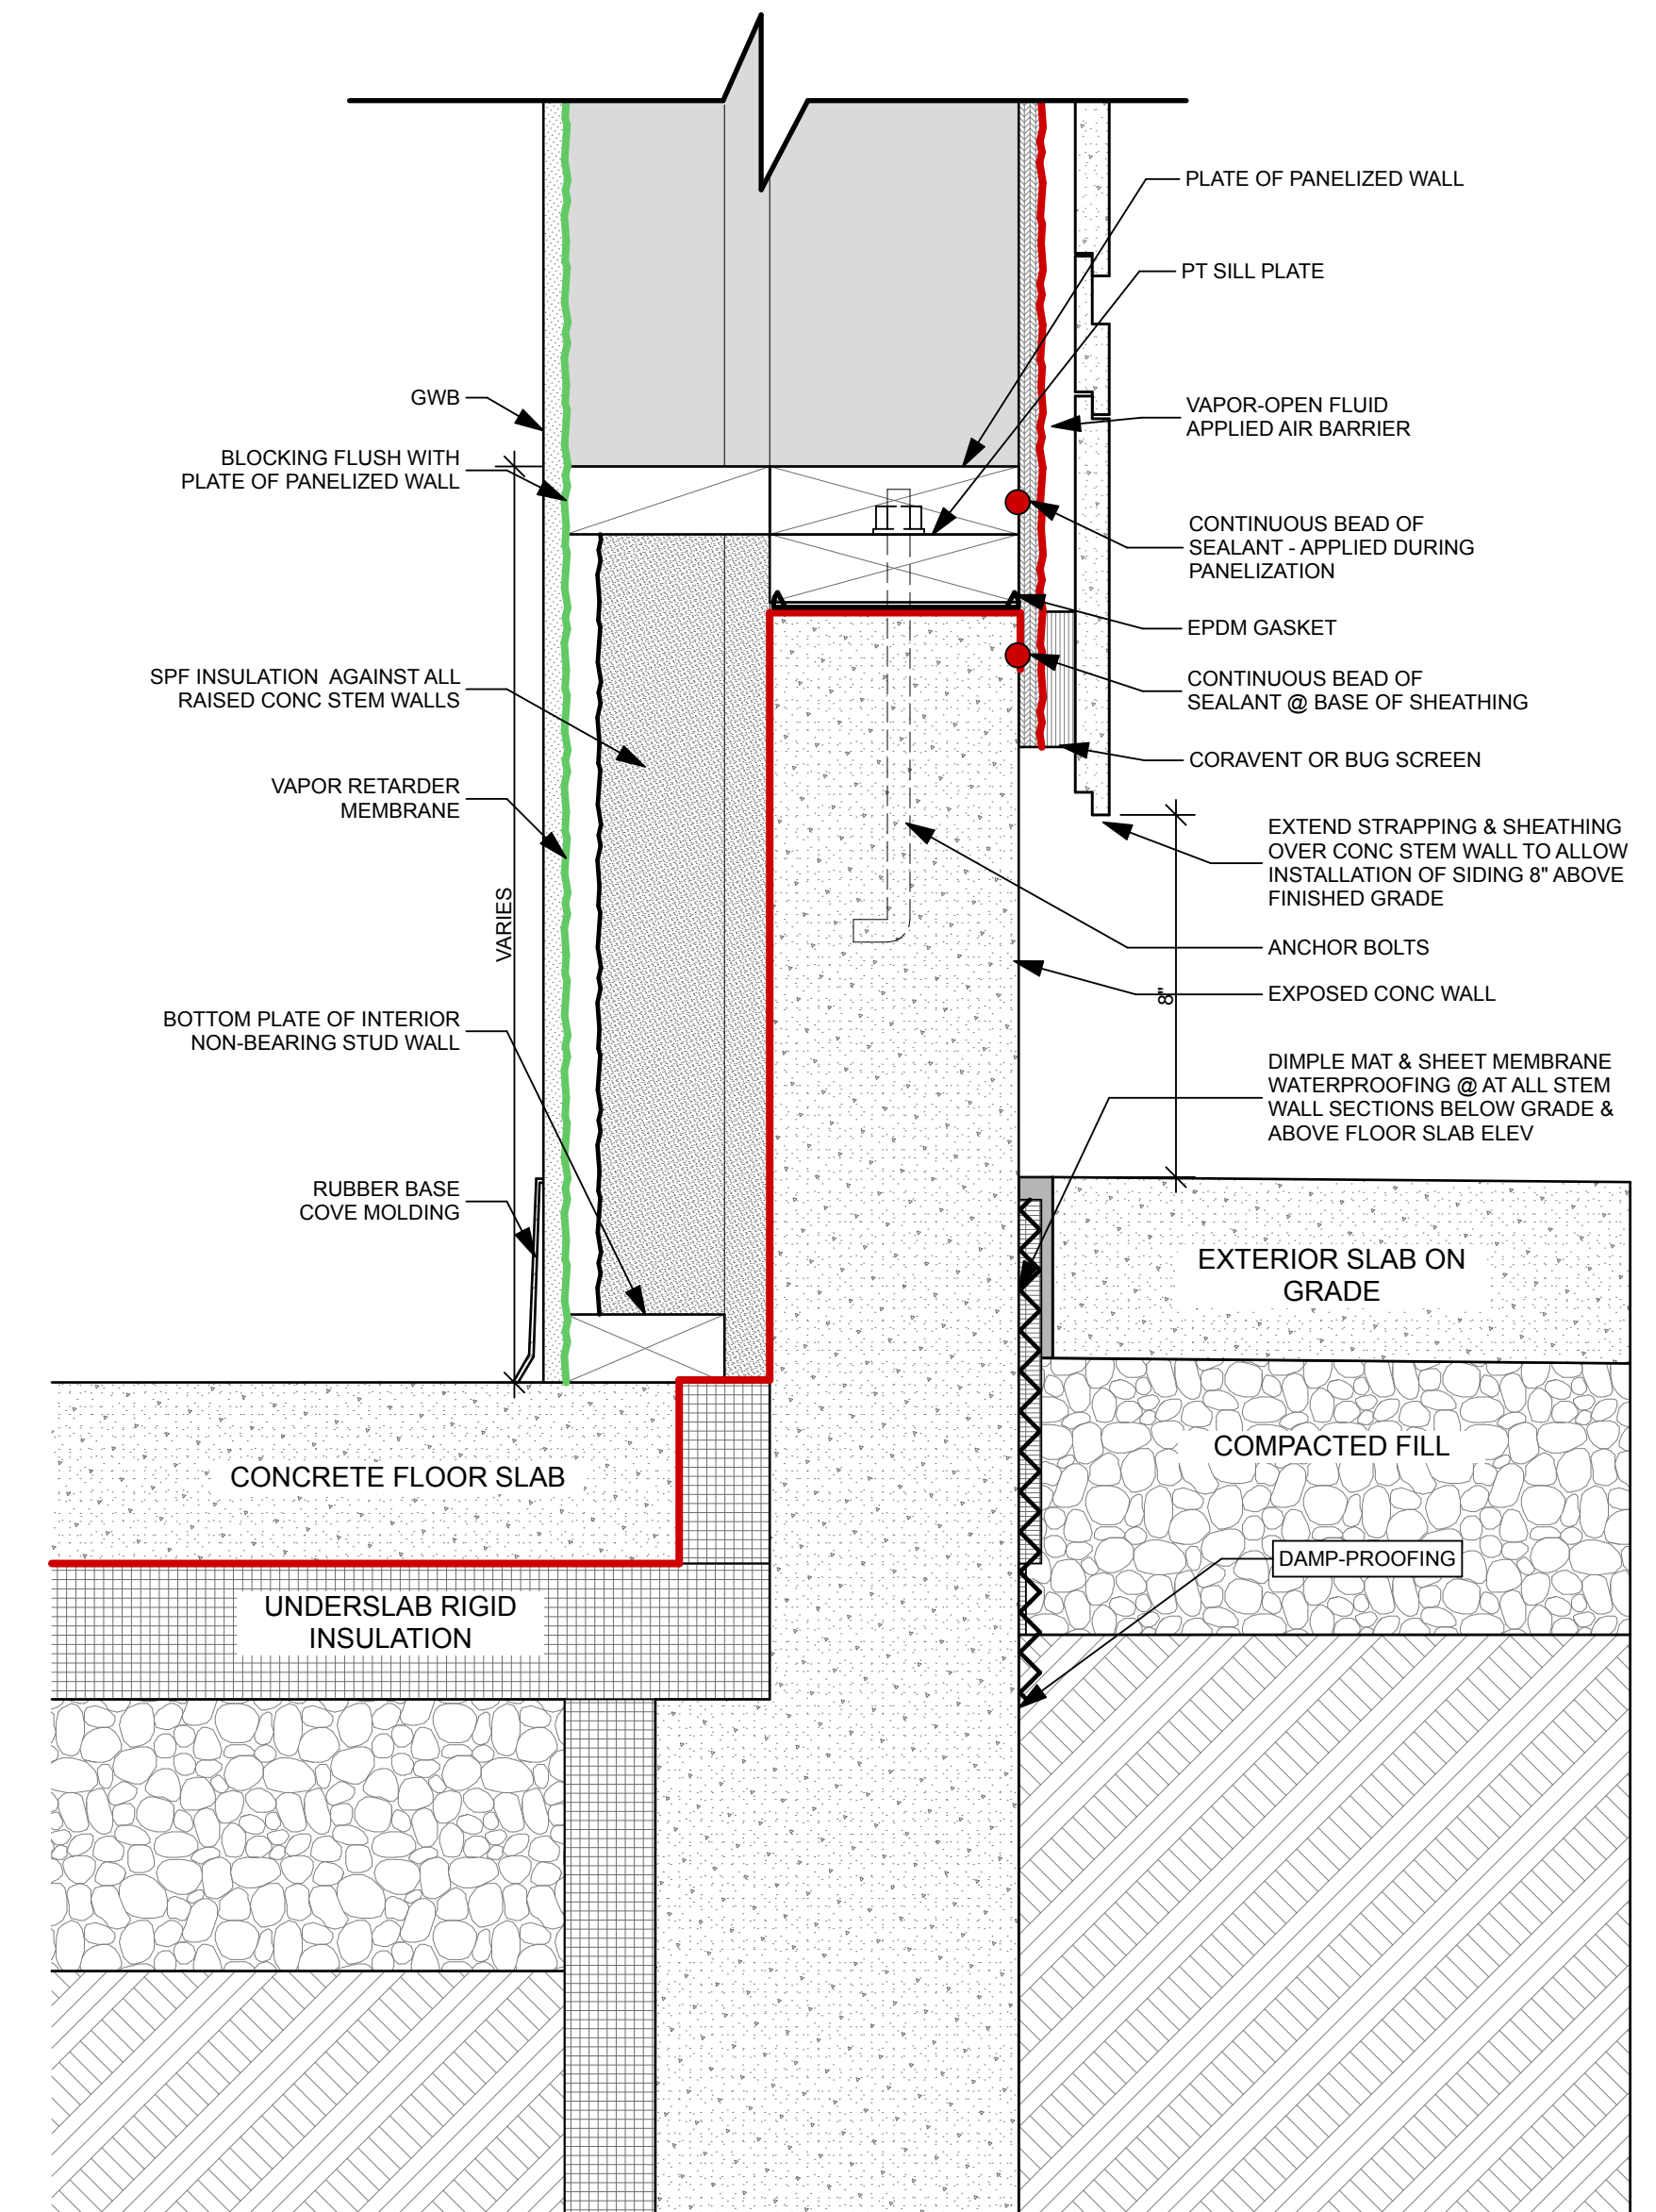 PLATE OF PANELIZED WALL
PT SILL PLATE
GWB
VAPOR-OPEN FLUID
APPLIED AIR BARRIER
BLOCKING FLUSH WITH
PLATE OF PANELIZED WALL
CONTINUOUS BEAD OF
SEALANT - APPLIED DURING
PANELIZATION
EPDM GASKET
SPF INSULATION AGAINST ALL
RAISED CONC STEM WALLS
CONTINUOUS BEAD OF
SEALANT @ BASE OF SHEATHING
CORAVENT OR BUG SCREEN
VAPOR RETARDER
MEMBRANE
EXTEND STRAPPING & SHEATHING
OVER CONC STEM WALL TO ALLOW
INSTALLATION OF SIDING 8" ABOVE
FINISHED GRADE
VARIES
ANCHOR BOLTS
8"
EXPOSED CONC WALL
BOTTOM PLATE OF INTERIOR
NON-BEARING STUD WALL
DIMPLE MAT & SHEET MEMBRANE
WATERPROOFING @ AT ALL STEM
WALL SECTIONS BELOW GRADE &
ABOVE FLOOR SLAB ELEV
RUBBER BASE
COVE MOLDING
EXTERIOR SLAB ON
GRADE
COMPACTED FILL
CONCRETE FLOOR SLAB
DAMP-PROOFING
UNDERSLAB RIGID
INSULATION